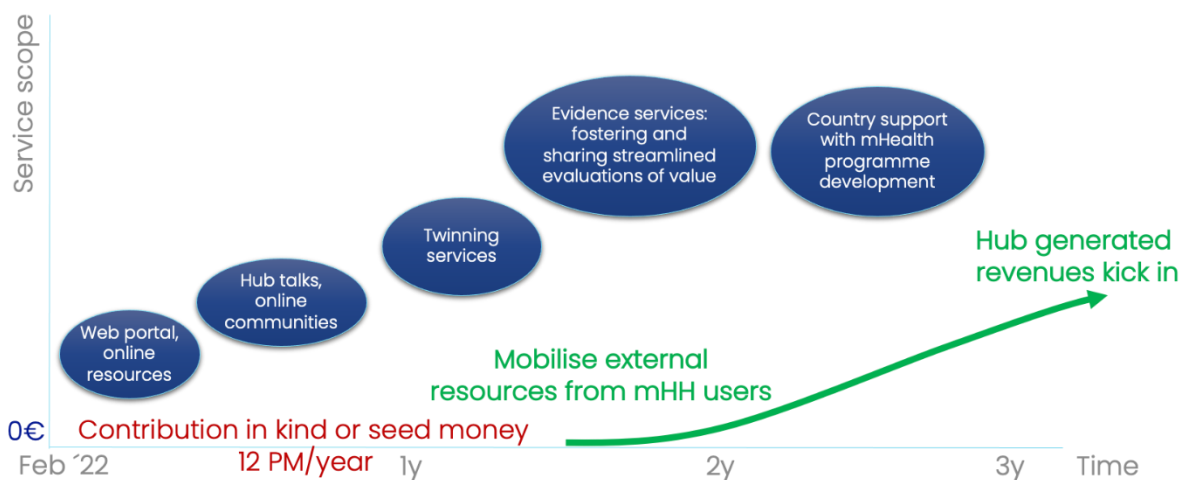 Service scope
Evidence services:
fostering and
sharing streamlined
evaluations of value
Country support
with mHealth
programme
development
Twinning
services
Hub talks,
online
communities
Web portal,
online
resources
Hub generated
revenues kick in
Mobilise external
resources from mHH users
0€
Contribution in kind or seed money
12 PM/year
Feb ´22
1y
2y
3y
Time